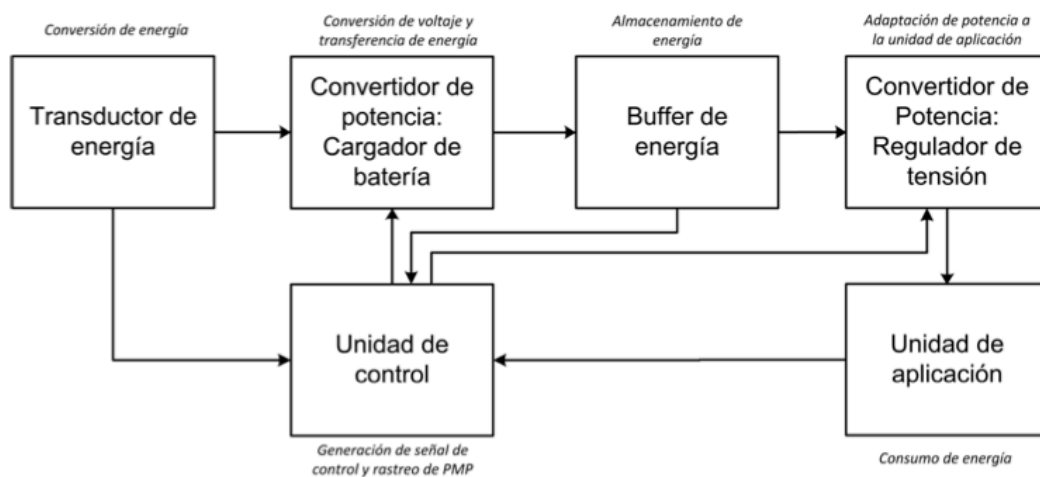 Conversión de energía
Conversión de voltaje y
transferencia de energía
Almacenamiento de
energía
Adaptación de potencia a
la unidad de aplicación
Transductor de
energía
Convertidor de
potencia:
Cargador de
batería
Buffer de
energía
Convertidor de
Potencia:
Regulador de
tensión
Unidad de
control
Unidad de
aplicación
Generación de señal de
control y rastreo de PMP
Consumo de energía